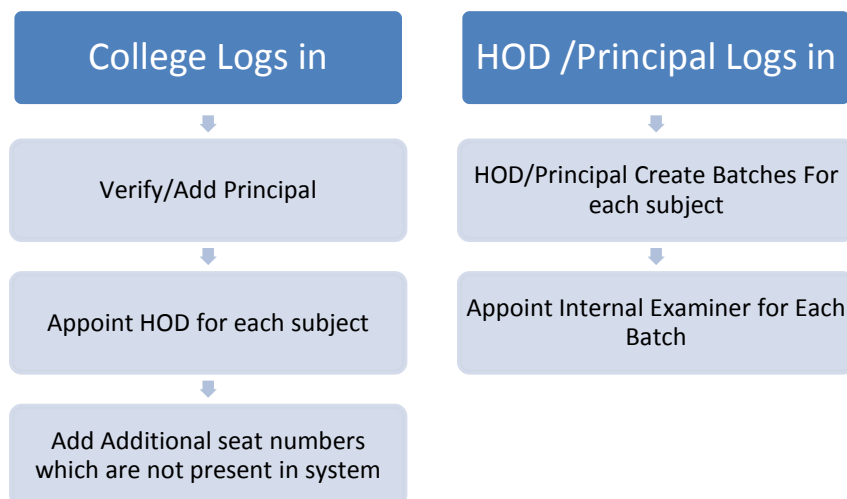 College Logs in
Verify/Add Principal
Appoint HOD for each subject
Add Additional seat numbers
which are not present in system
HOD /Principal Logs in
HOD/Principal Create Batches For
each subject
Appoint Internal Examiner for Each
Batch